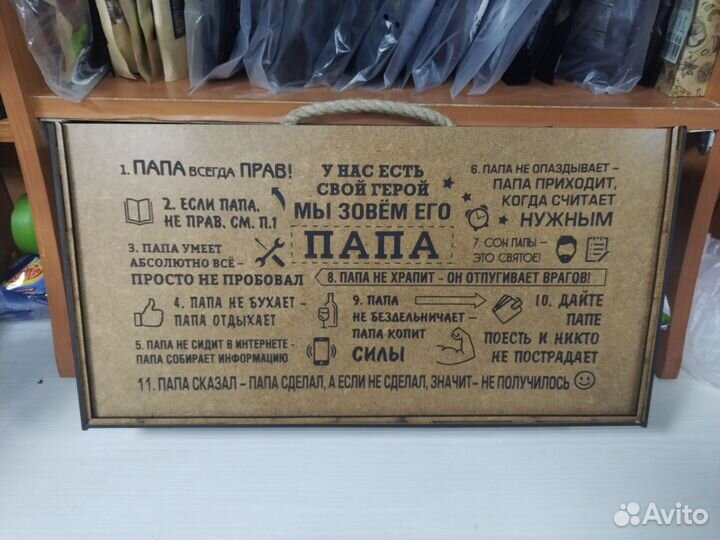 1. ПАПА ВСЕГДА ПРАВ!
2. ЕСЛИ ПАПА,
НЕ ПРАВ, СМ. П.1
3. ПАПА УМЕЕТ
АБСОЛЮТНО ВСЁ –
ПРОСТО НЕ ПРОБОВАЛ
4. ПАПА НЕ БУХАЕТ –
ПАПА ОТДЫХАЕТ
5. ПАПА НЕ СИДИТ В ИНТЕРНЕТЕ -
ПАПА СОБИРАЕТ ИНФОРМАЦИЮ
У НАС ЕСТЬ
СВОЙ ГЕРОЙ
МЫ ЗОВЁМ ЕГО
ПАПА
6. ПАПА НЕ ОПАЗДЫВАЕТ –
ПАПА ПРИХОДИТ,
КОГДА СЧИТАЕТ
НУЖНЫМ
7. СОН ПАПЫ –
ЭТО СВЯТОЕ!
8. ПАПА НЕ ХРАПИТ - ОН ОТПУГИВАЕТ ВРАГОВ!
9. ПАПА
НЕ БЕЗДЕЛЬНИЧАЕТ -
ПАПА КОПИТ
СИЛЫ
10. ДАЙТЕ
ПАПЕ
ПОЕСТЬ И НИКТО
НЕ ПОСТРАДАЕТ
11. ПАПА СКАЗАЛ – ПАПА СДЕЛАЛ, А ЕСЛИ НЕ СДЕЛАЛ, ЗНАЧИТ– НЕ ПОЛУЧИЛОСЬ
Avito